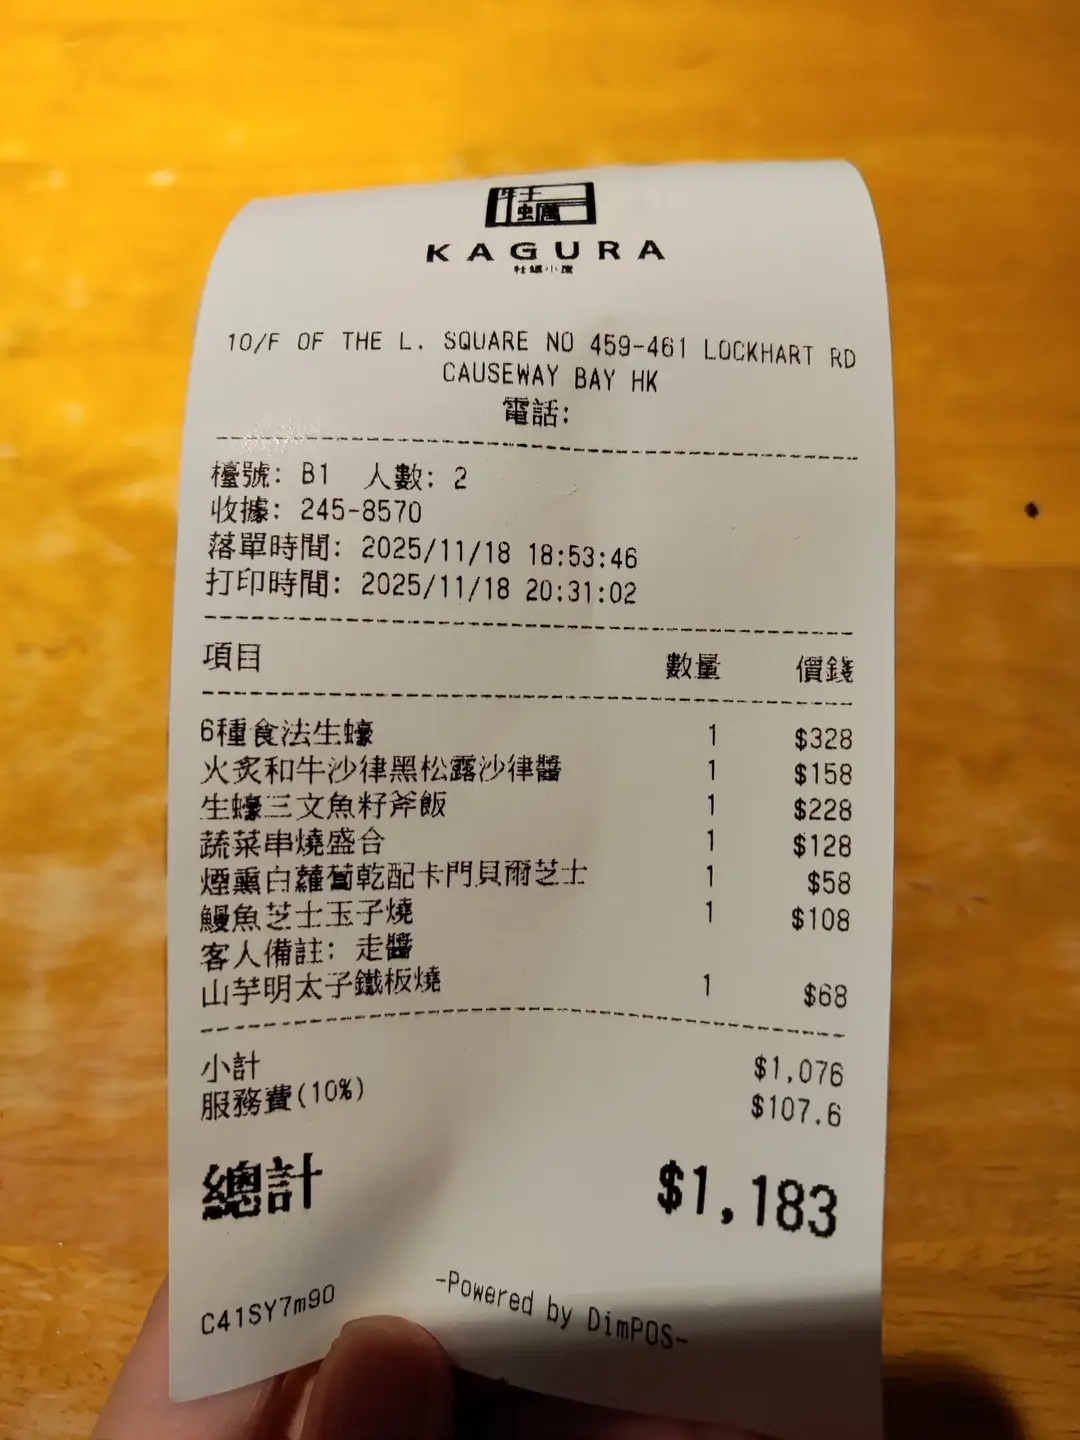 牡蠣
KAGURA
牡蠣小屋
10/F OF THE L. SQUARE NO 459-461 LOCKHART RD
CAUSEWAY BAY HK
電話:
檯號: B1 人數: 2
收據: 245-8570
落單時間: 2025/11/18 18:53:46
打印時間: 2025/11/18 20:31:02
項目 數量 價錢
6種食法生蠔 1 $328
火炙和牛沙律黑松露沙律醬 1 $158
生蠔三文魚籽斧飯 1 $228
蔬菜串燒盛合 1 $128
煙熏白蘿蔔乾配卡門貝爾芝士 1 $58
鰻魚芝士玉子燒 1 $108
客人備註: 走醬
山芋明太子鐵板燒 1 $68
小計 $1,076
服務費(10%) $107.6
總計 $1,183
C41SY7m90 -Powered by DimPOS-